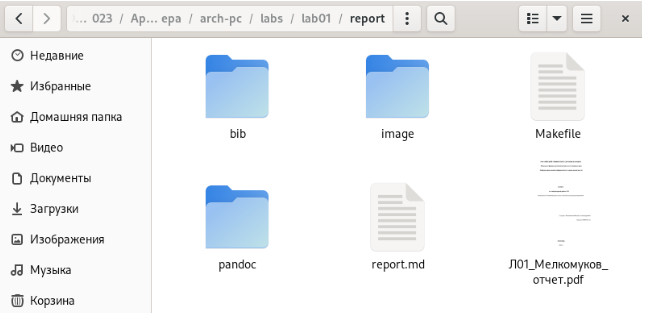 … 023 / Ap… ера / arch-pc / labs / lab01 / report
Недавние
Избранные
Домашняя папка
Видео
Документы
Загрузки
Изображения
Музыка
Корзина
bib
image
Makefile
pandoc
report.md
Л01_Мелкомуков_
отчет.pdf